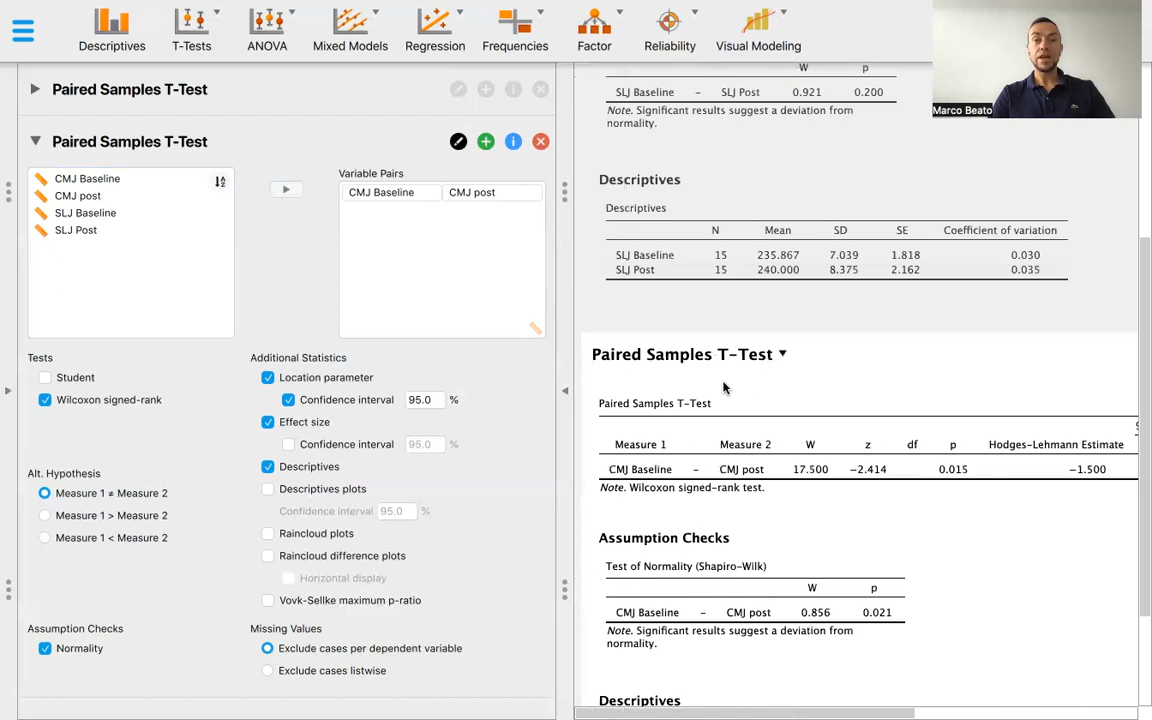 Descriptives
T-Tests
ANOVA
Mixed Models
Regression
Frequencies
Factor
Reliability
Visual Modeling
Marco Beato
Paired Samples T-Test
Paired Samples T-Test
CMJ Baseline
CMJ post
SLJ Baseline
SLJ Post
Variable Pairs
CMJ Baseline CMJ post
Tests
Student
Wilcoxon signed-rank
Alt. Hypothesis
Measure 1 ≠ Measure 2
Measure 1 > Measure 2
Measure 1 < Measure 2
Assumption Checks
Normality
Additional Statistics
Location parameter
Confidence interval 95.0 %
Effect size
Confidence interval 95.0 %
Descriptives
Descriptives plots
Confidence interval 95.0 %
Raincloud plots
Raincloud difference plots
Horizontal display
Vovk-Sellke maximum p-ratio
Missing Values
Exclude cases per dependent variable
Exclude cases listwise
W p
SLJ Baseline - SLJ Post 0.921 0.200
Note. Significant results suggest a deviation from
normality.
Descriptives
Descriptives
N Mean SD SE Coefficient of variation
SLJ Baseline 15 235.867 7.039 1.818 0.030
SLJ Post 15 240.000 8.375 2.162 0.035
Paired Samples T-Test
Paired Samples T-Test
Measure 1 Measure 2 W z df p Hodges-Lehmann Estimate
CMJ Baseline - CMJ post 17.500 -2.414 0.015 -1.500
Note. Wilcoxon signed-rank test.
Assumption Checks
Test of Normality (Shapiro-Wilk)
W p
CMJ Baseline - CMJ post 0.856 0.021
Note. Significant results suggest a deviation from
normality.
Descriptives